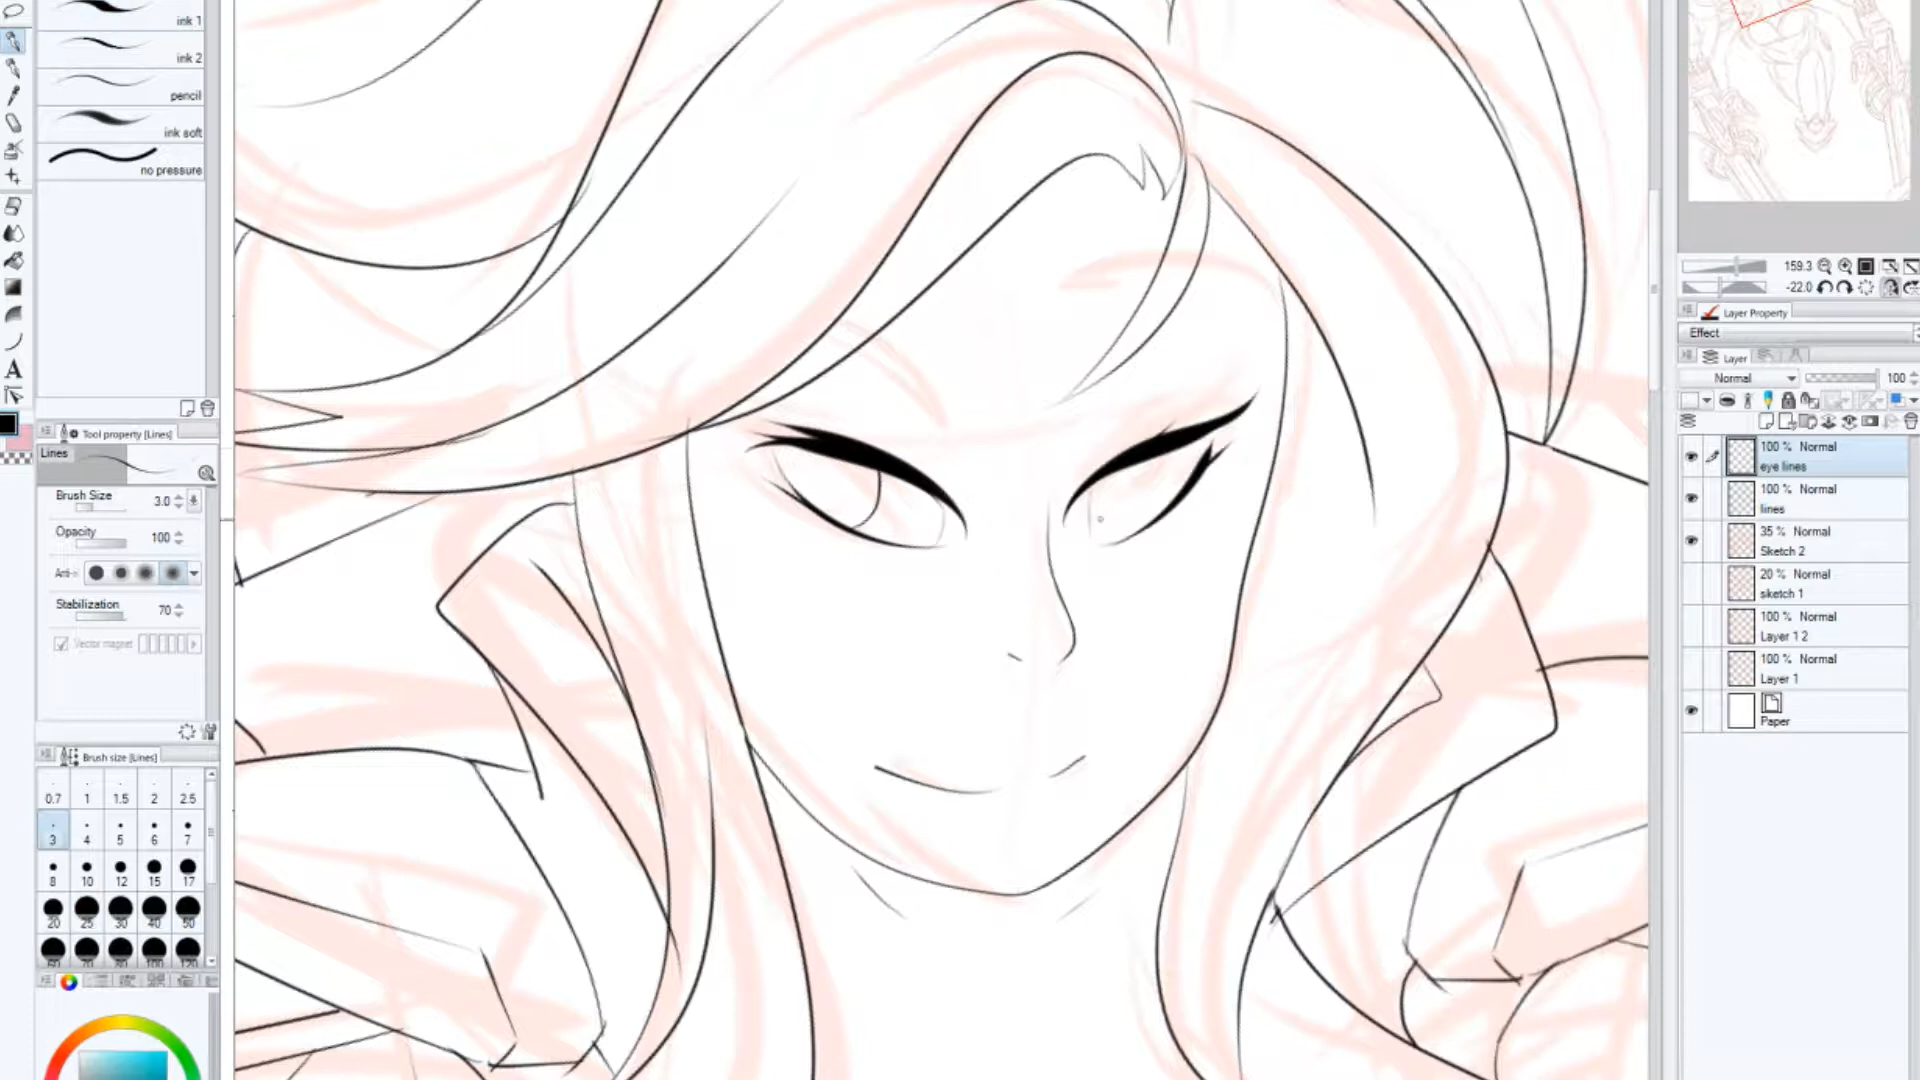 ink 1
ink 2
pencil
ink soft
no pressure
Tool property [Lines]
Lines
Brush Size 3.0
Opacity 100
Stabilization 70
Vector magnet
Brush size [Lines]
0.7 1 1.5 2 2.5
3 4 5 6 7
8 10 12 15 17
20 25 30 40 50
60 70 80 100 120
159.3
-22.0
Layer Property
Effect
Layer
Normal 100
100 % Normal
eye lines
100 % Normal
lines
35 % Normal
Sketch 2
20 % Normal
sketch 1
100 % Normal
Layer 1 2
100 % Normal
Layer 1
Paper